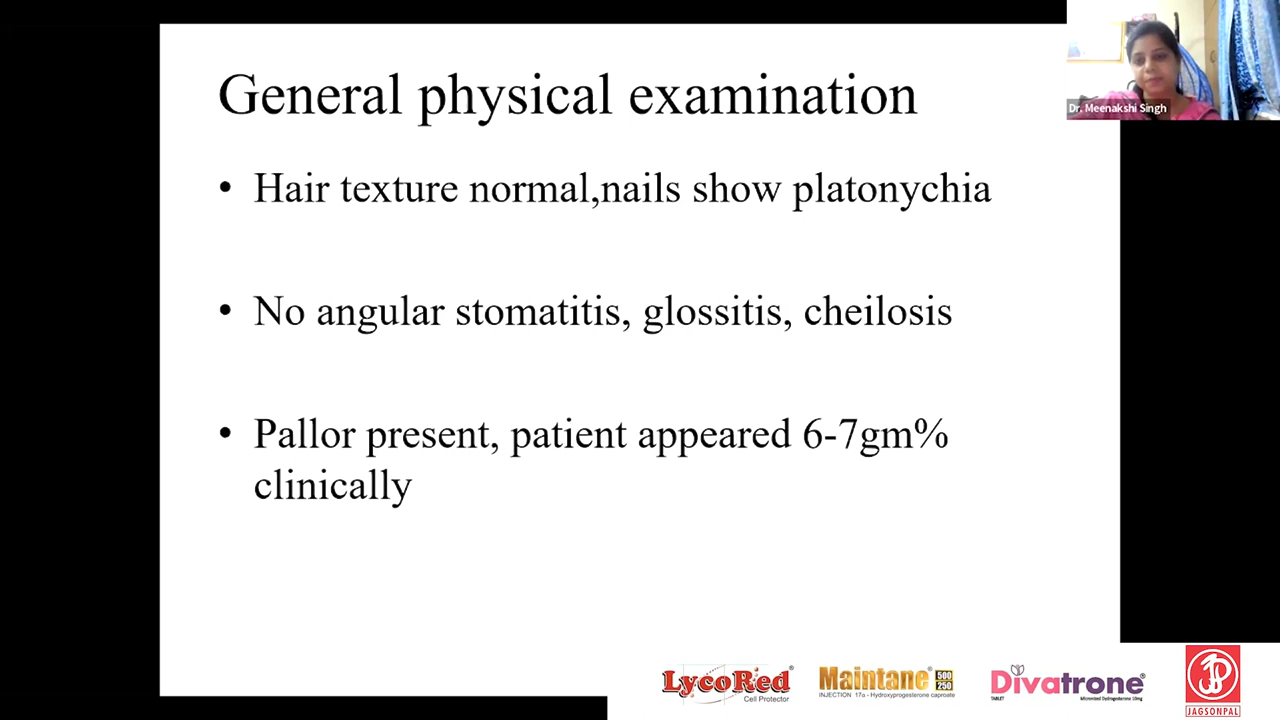 General physical examination
Dr. Meenakshi Singh
• Hair texture normal,nails show platonychia
• No angular stomatitis, glossitis, cheilosis
• Pallor present, patient appeared 6-7gm%
clinically
LycoRed®
Cell Protector
Maintane® 500 250
INJECTION 17α - Hydroxyprogesterone caproate
Divatrone®
TABLET Micronized Dydrogesterone 10mg
JAGSONPAL